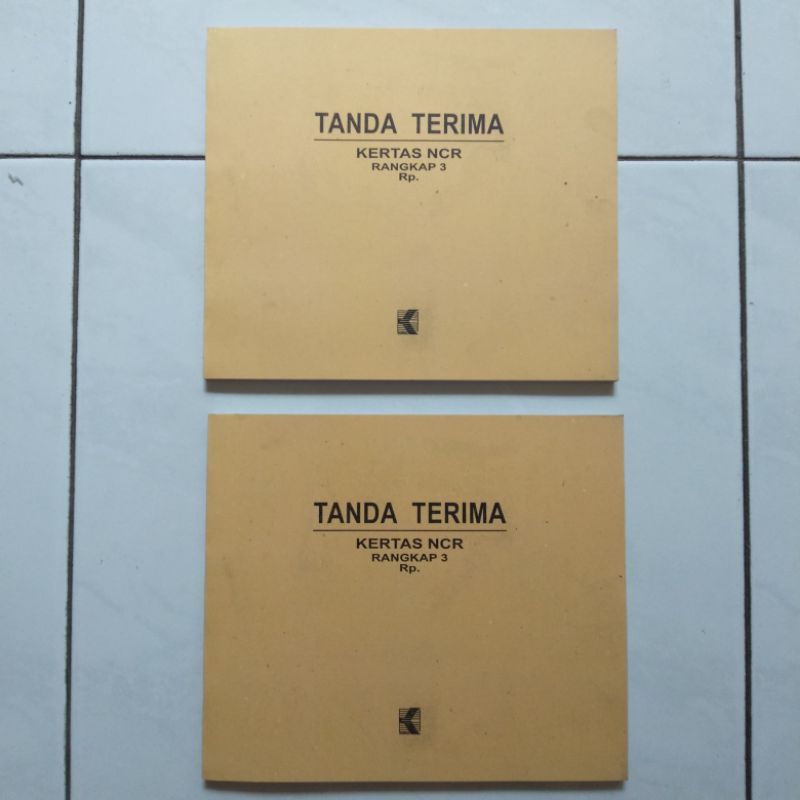 TANDA TERIMA
KERTAS NCR
RANGKAP 3
Rp.
TANDA TERIMA
KERTAS NCR
RANGKAP 3
Rp.